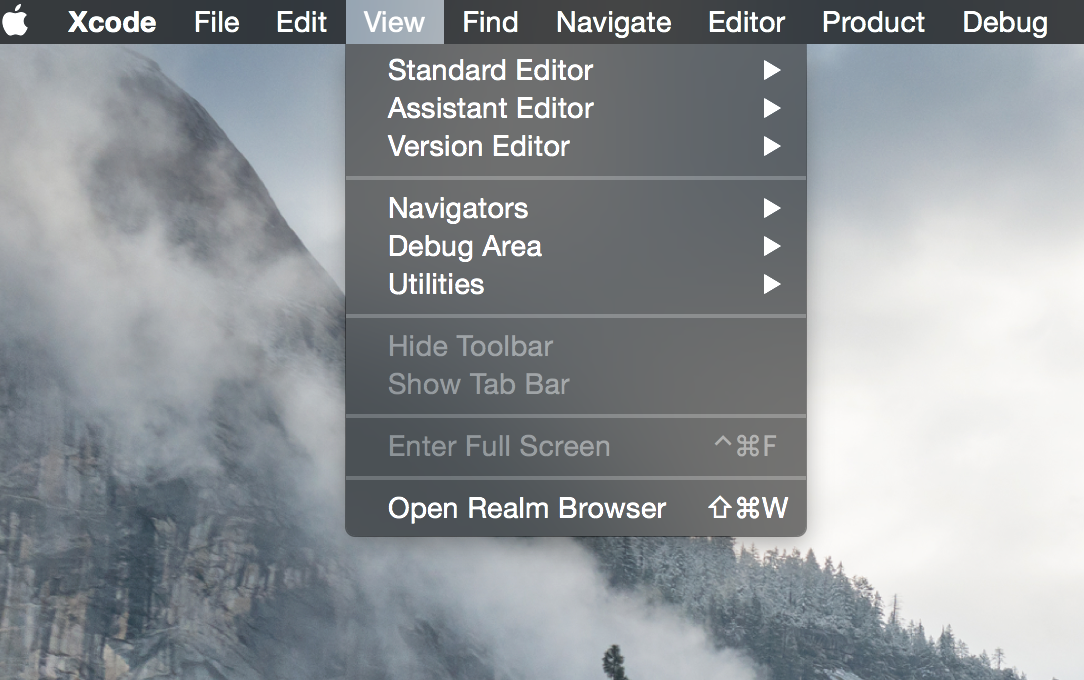 Xcode File Edit View Find Navigate Editor Product Debug
Standard Editor ▶
Assistant Editor ▶
Version Editor ▶
Navigators ▶
Debug Area ▶
Utilities ▶
Hide Toolbar
Show Tab Bar
Enter Full Screen ^⌘F
Open Realm Browser ⇧⌘W